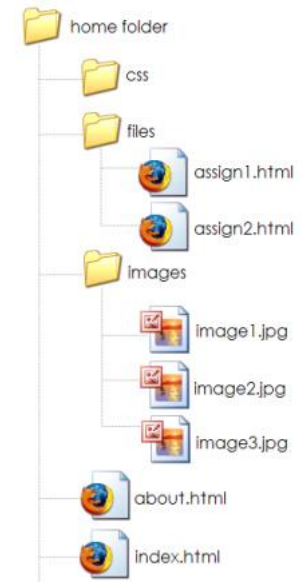 home folder
css
files
assign1.html
assign2.html
images
image1.jpg
image2.jpg
image3.jpg
about.html
index.html